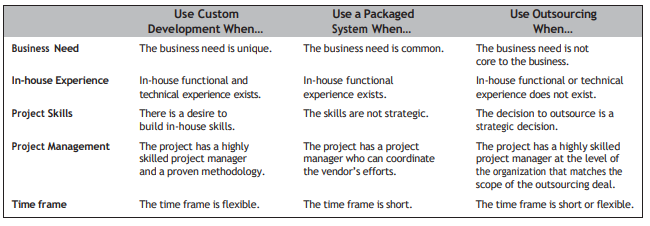 Use Custom Development When...
Use a Packaged System When...
Use Outsourcing When...
Business Need
The business need is unique.
The business need is common.
The business need is not
core to the business.
In-house Experience
In-house functional and
technical experience exists.
In-house functional
experience exists.
In-house functional or technical
experience does not exist.
Project Skills
There is a desire to
build in-house skills.
The skills are not strategic.
The decision to outsource is a
strategic decision.
Project Management
The project has a highly
skilled project manager
and a proven methodology.
The project has a project
manager who can coordinate
the vendor's efforts.
The project has a highly skilled
project manager at the level of
the organization that matches the
scope of the outsourcing deal.
Time frame
The time frame is flexible.
The time frame is short.
The time frame is short or flexible.